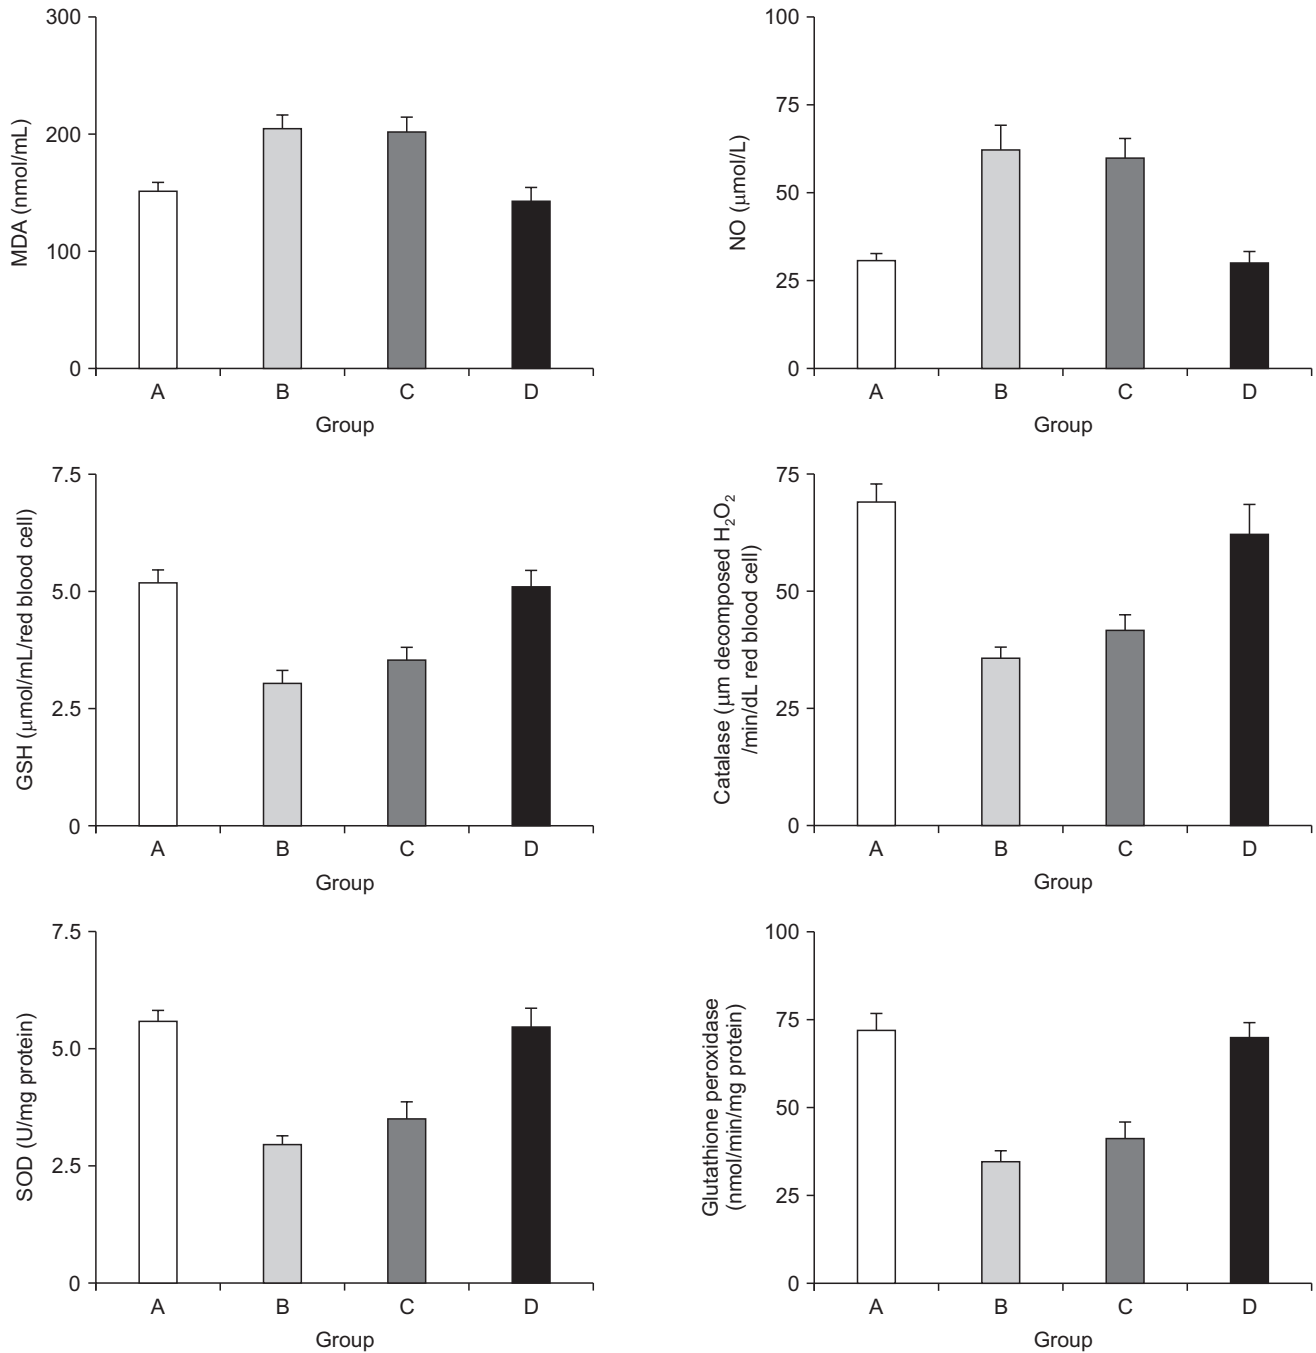 300
200
100
0
MDA (nmol/mL)
A B C D
Group
100
75
50
25
0
NO (μmol/L)
A B C D
Group
7.5
5.0
2.5
0
GSH (μmol/mL/red blood cell)
A B C D
Group
75
50
25
0
Catalase (μm decomposed H₂O₂
/min/dL red blood cell)
A B C D
Group
7.5
5.0
2.5
0
SOD (U/mg protein)
A B C D
Group
100
75
50
25
0
Glutathione peroxidase
(nmol/min/mg protein)
A B C D
Group